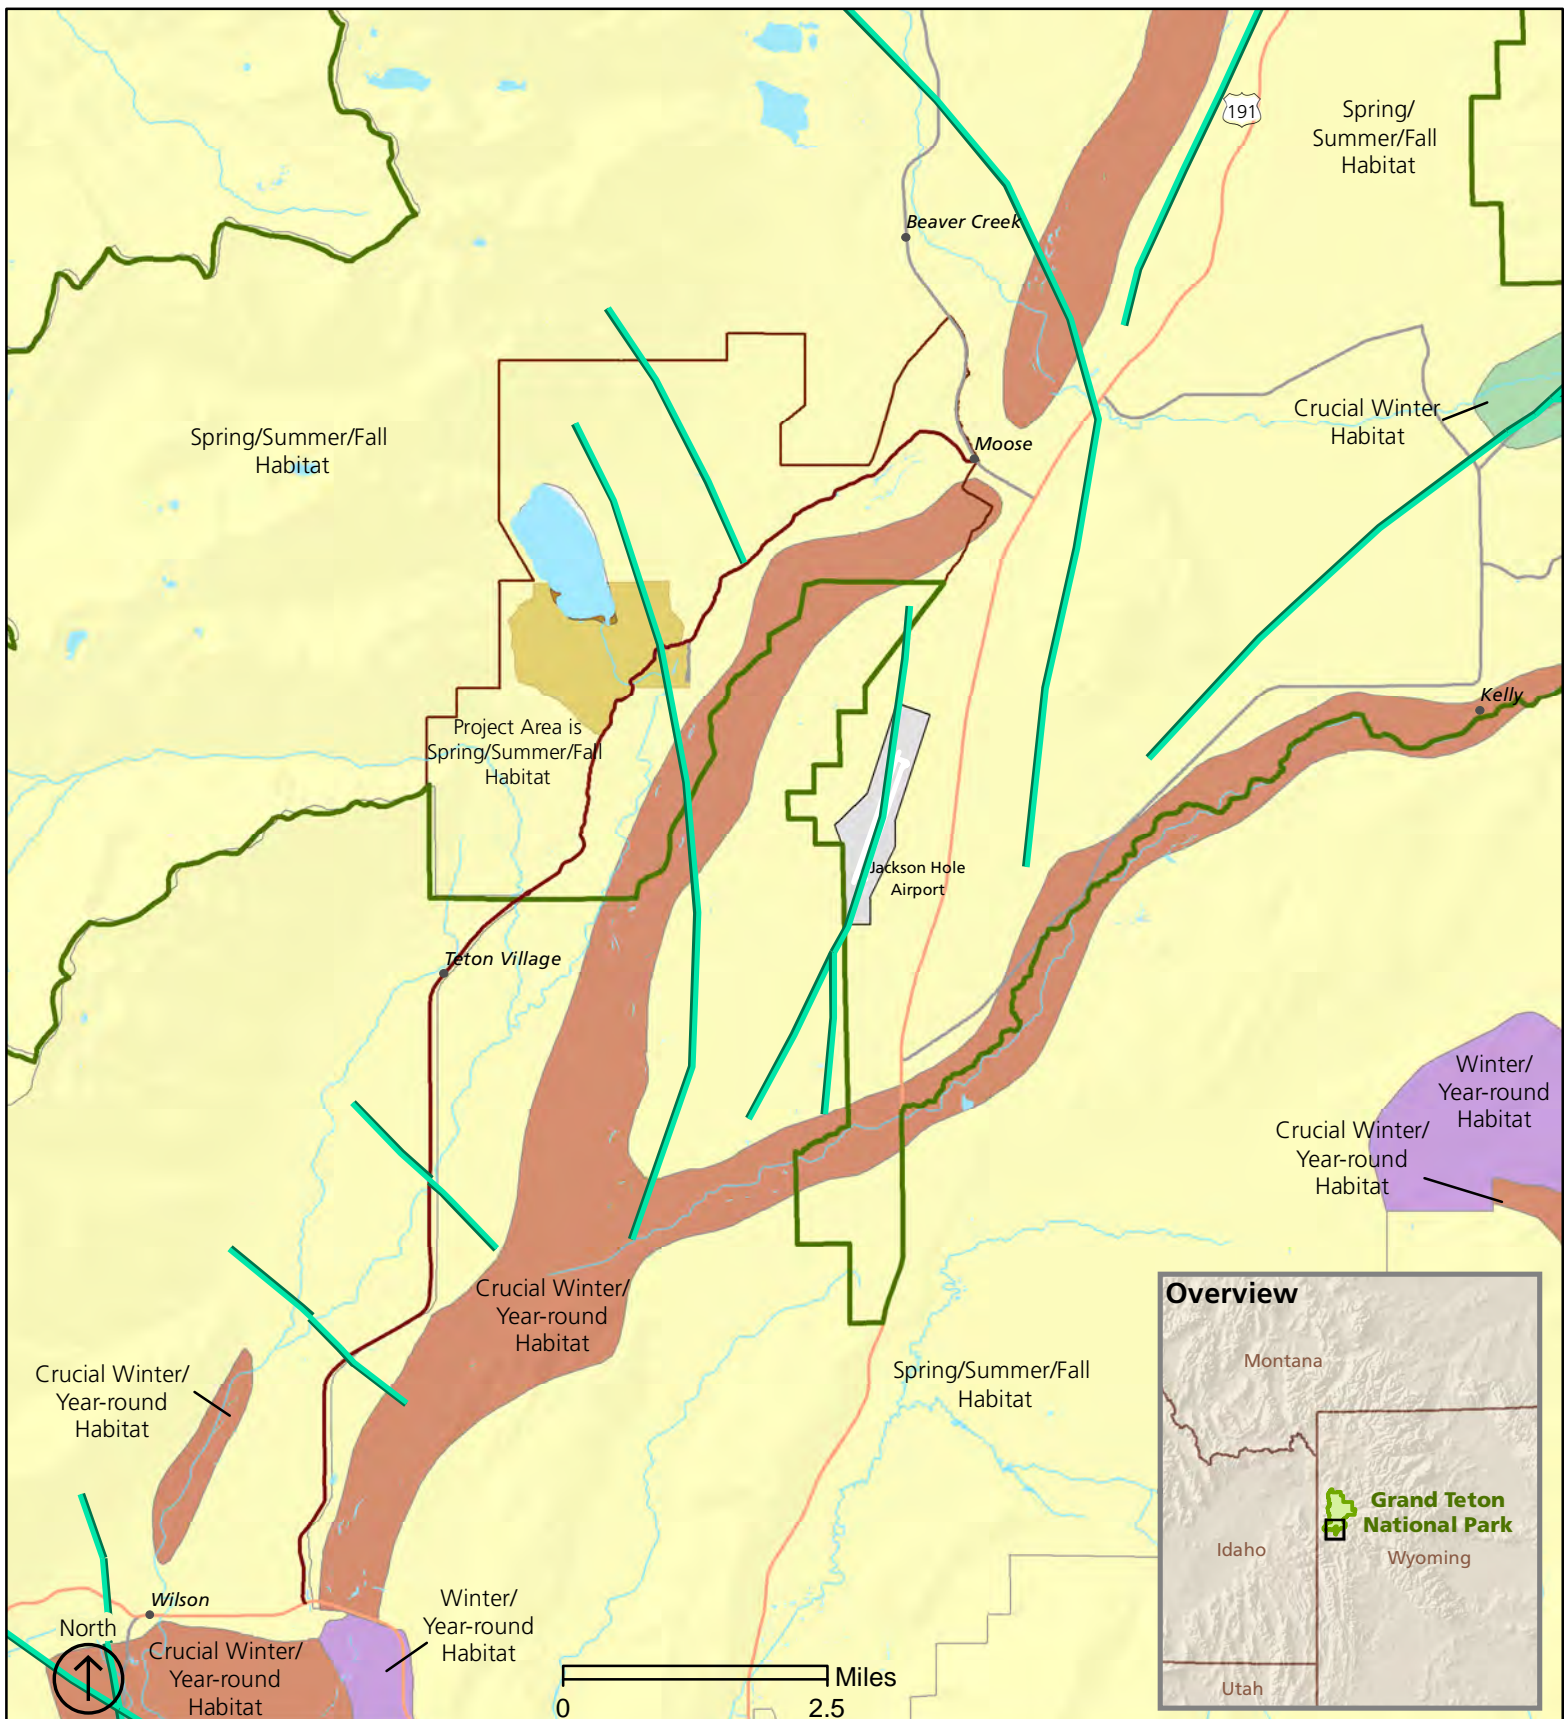 191
Spring/
Summer/Fall
Habitat
Beaver Creek
Crucial Winter
Habitat
Spring/Summer/Fall
Habitat
Moose
Kelly
Project Area is
Spring/Summer/Fall
Habitat
Jackson Hole
Airport
Teton Village
Winter/
Year-round
Habitat
Crucial Winter/
Year-round
Habitat
Crucial Winter/
Year-round
Habitat
Crucial Winter/
Year-round
Habitat
Spring/Summer/Fall
Habitat
Overview
Montana
Grand Teton
National Park
Idaho
Wyoming
Utah
Wilson
North
Crucial Winter/
Year-round
Habitat
Winter/
Year-round
Habitat
Miles
0
2.5